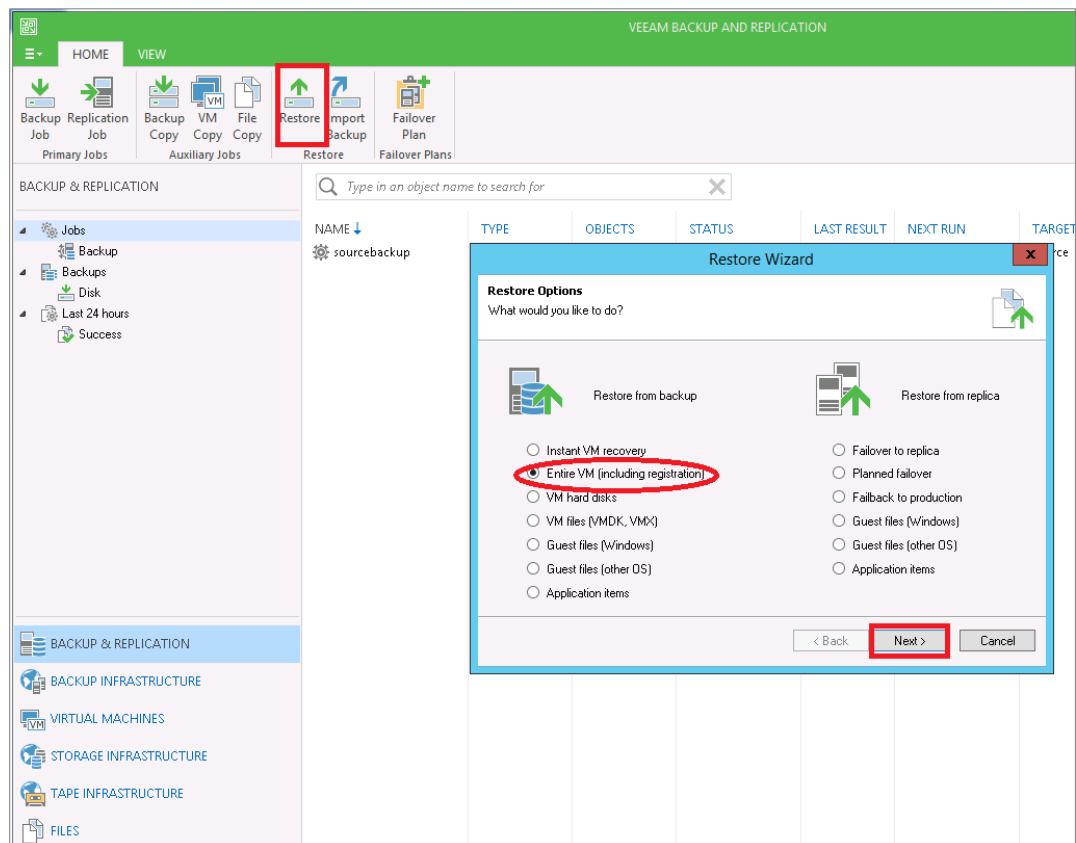 VEEAM BACKUP AND REPLICATION
HOME VIEW
Backup Job
Replication Job
Backup Copy
VM Copy
File Copy
Restore
Import Backup
Failover Plan
Primary Jobs
Auxiliary Jobs
Restore
Failover Plans
BACKUP & REPLICATION
Type in an object name to search for
Jobs
Backup
Backups
Disk
Last 24 hours
Success
NAME TYPE OBJECTS STATUS LAST RESULT NEXT RUN TARGET
sourcebackup
rce
Restore Wizard
x
Restore Options
What would you like to do?
Restore from backup
Instant VM recovery
Entire VM (including registration)
VM hard disks
VM files (VMDK, VMX)
Guest files (Windows)
Guest files (other OS)
Application items
Restore from replica
Failover to replica
Planned failover
Failback to production
Guest files (Windows)
Guest files (other OS)
Application items
< Back Next > Cancel
BACKUP & REPLICATION
BACKUP INFRASTRUCTURE
VM
VIRTUAL MACHINES
STORAGE INFRASTRUCTURE
TAPE INFRASTRUCTURE
FILES